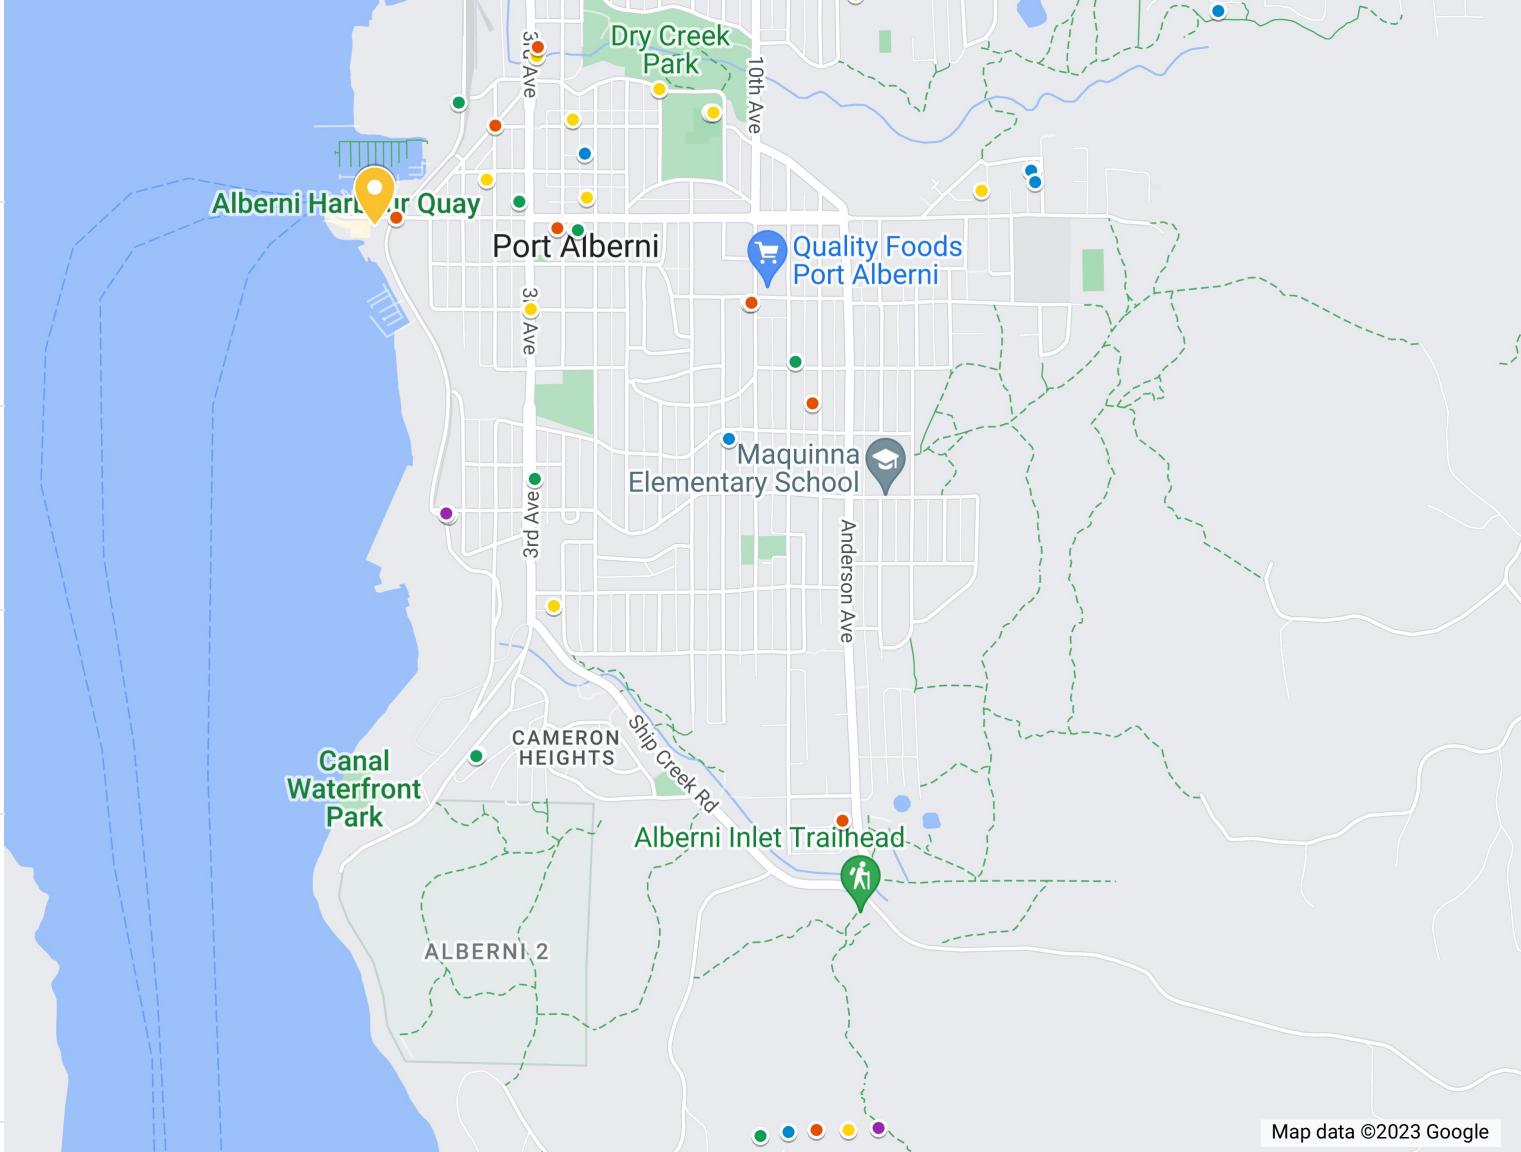 3rd Ave
Dry Creek
Park
10th Ave
Alberni Harbour Quay
Port Alberni
Quality Foods
Port Alberni
3rd Ave
Maquinna
Elementary School
3rd Ave
Anderson Ave
CAMERON
HEIGHTS
Ship Creek Rd
Canal
Waterfront
Park
Alberni Inlet Trailhead
ALBERNI 2
Map data ©2023 Google